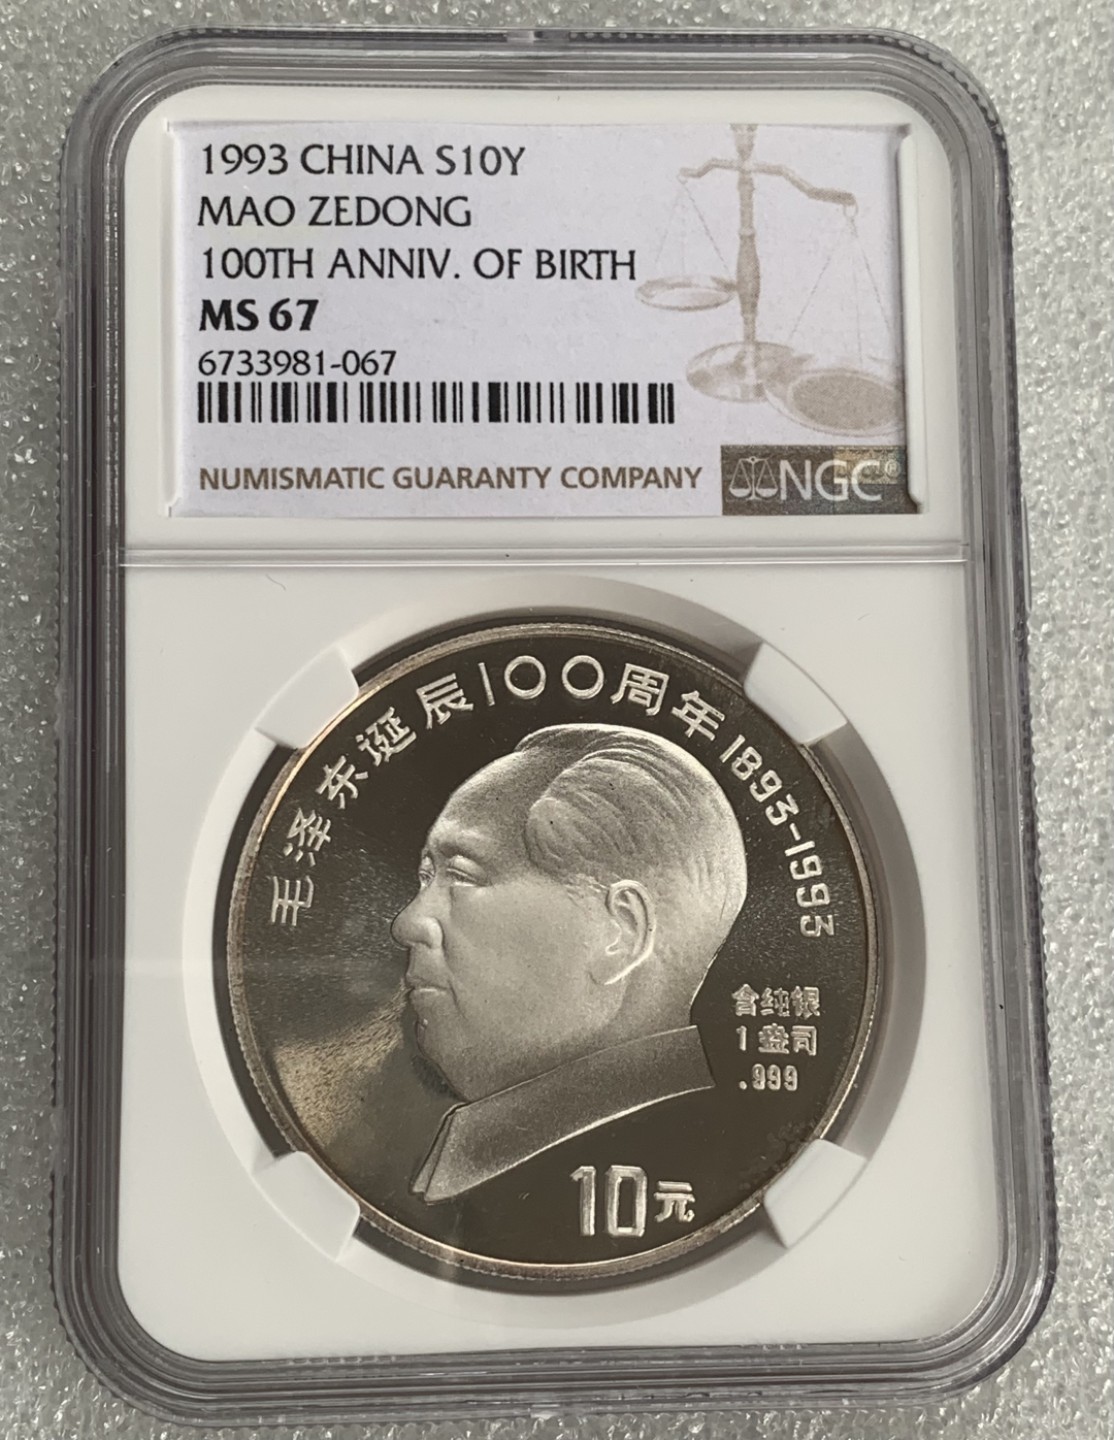 1993 CHINA S10Y
MAO ZEDONG
100TH ANNIV. OF BIRTH
MS 67
6733981-067
NUMISMATIC GUARANTY COMPANY
NGC®
毛泽东诞辰100周年 1893-1993
含纯银
1盎司
.999
10元